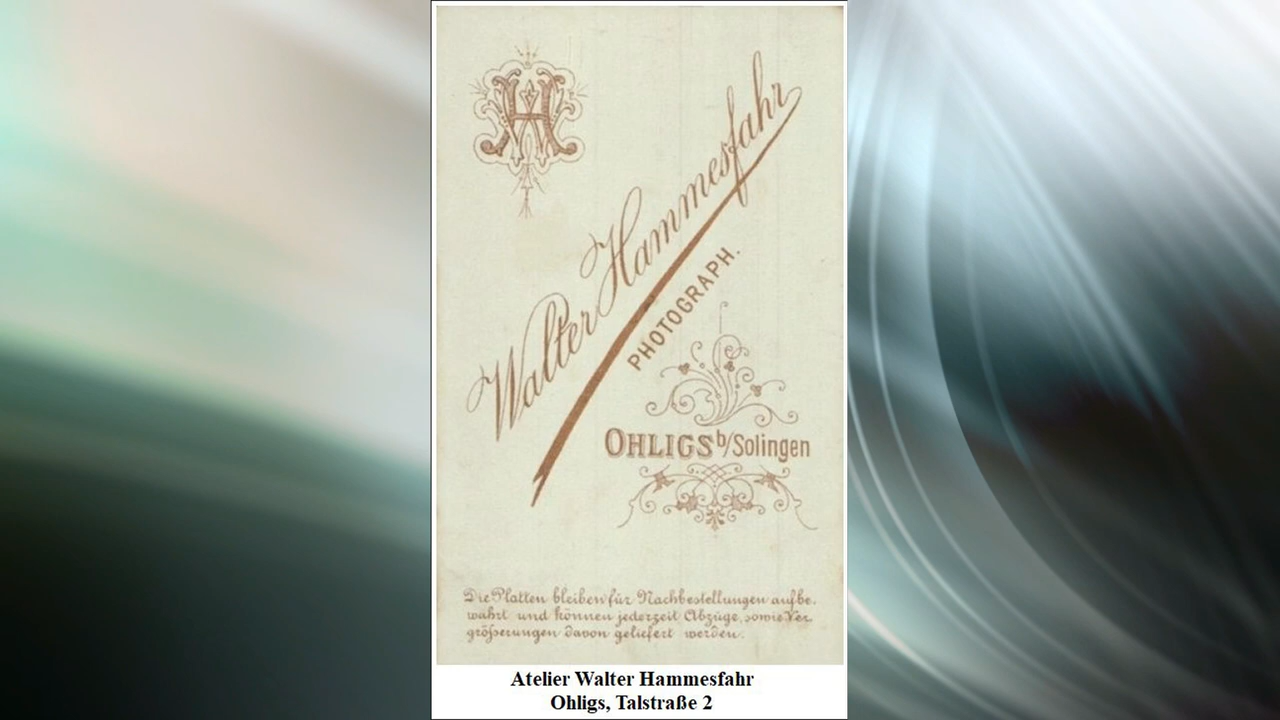 WH
Walter Hammesfahr
PHOTOGRAPH.
OHLIGS b/Solingen
Die Platten bleiben für Nachbestellungen aufbe-
wahrt und können jederzeit Abzüge, sowie Ver-
größerungen davon geliefert werden.
Atelier Walter Hammesfahr
Ohligs, Talstraße 2